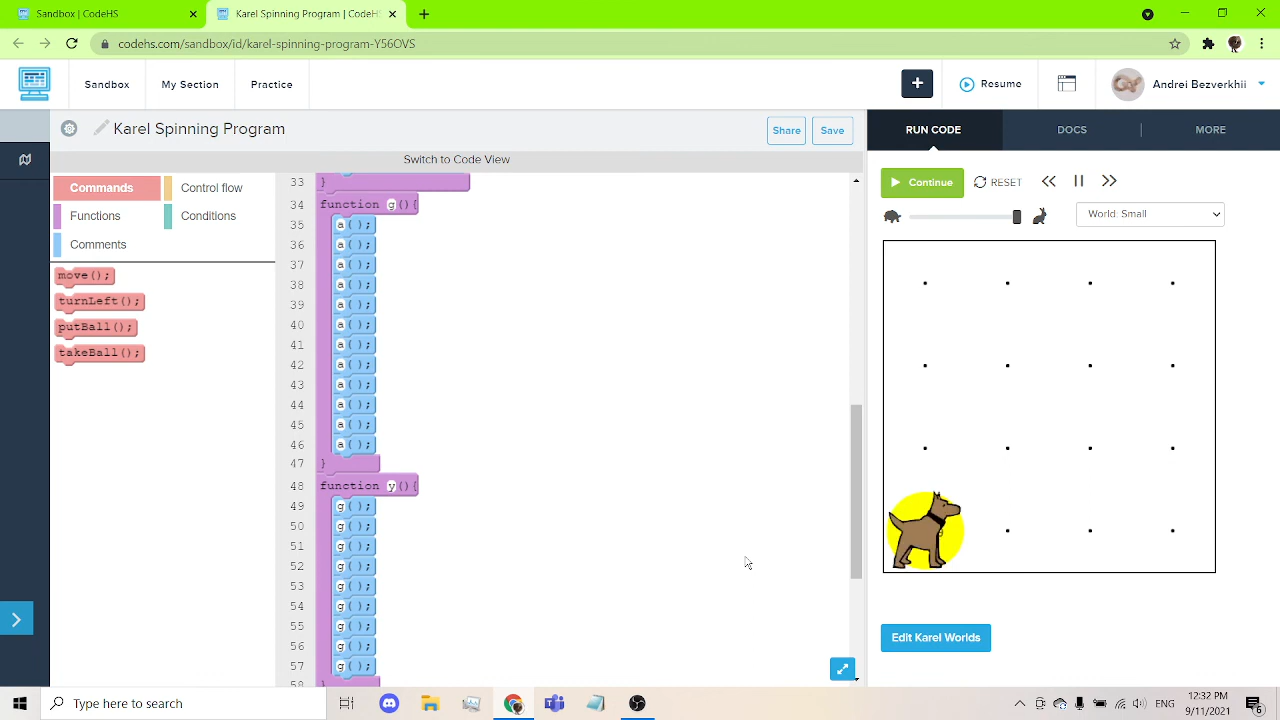 Sandbox | CodeHS
Karel Spinning Program | CodeHS
codehs.com/sandbox/id/karel-spinning-program-Y56OVS
Sandbox
My Section
Practice
+
Resume
Andrei Bezverkhii
Karel Spinning Program
Share
Save
Switch to Code View
RUN CODE
DOCS
MORE
Commands
Control flow
Functions
Conditions
Comments
move();
turnLeft();
putBall();
takeBall();
33 }
34 function g(){
35 a( );
36 a( );
37 a( );
38 a( );
39 a( );
40 a( );
41 a( );
42 a( );
43 a( );
44 a( );
45 a( );
46 a( );
47 }
48 function y(){
49 g( );
50 g( );
51 g( );
52 g( );
53 g( );
54 g( );
55 g( );
56 g( );
57 g( );
58 }
Continue
RESET
World: Small
Edit Karel Worlds
Type here to search
ENG
12:32 PM
9/11/2021
6